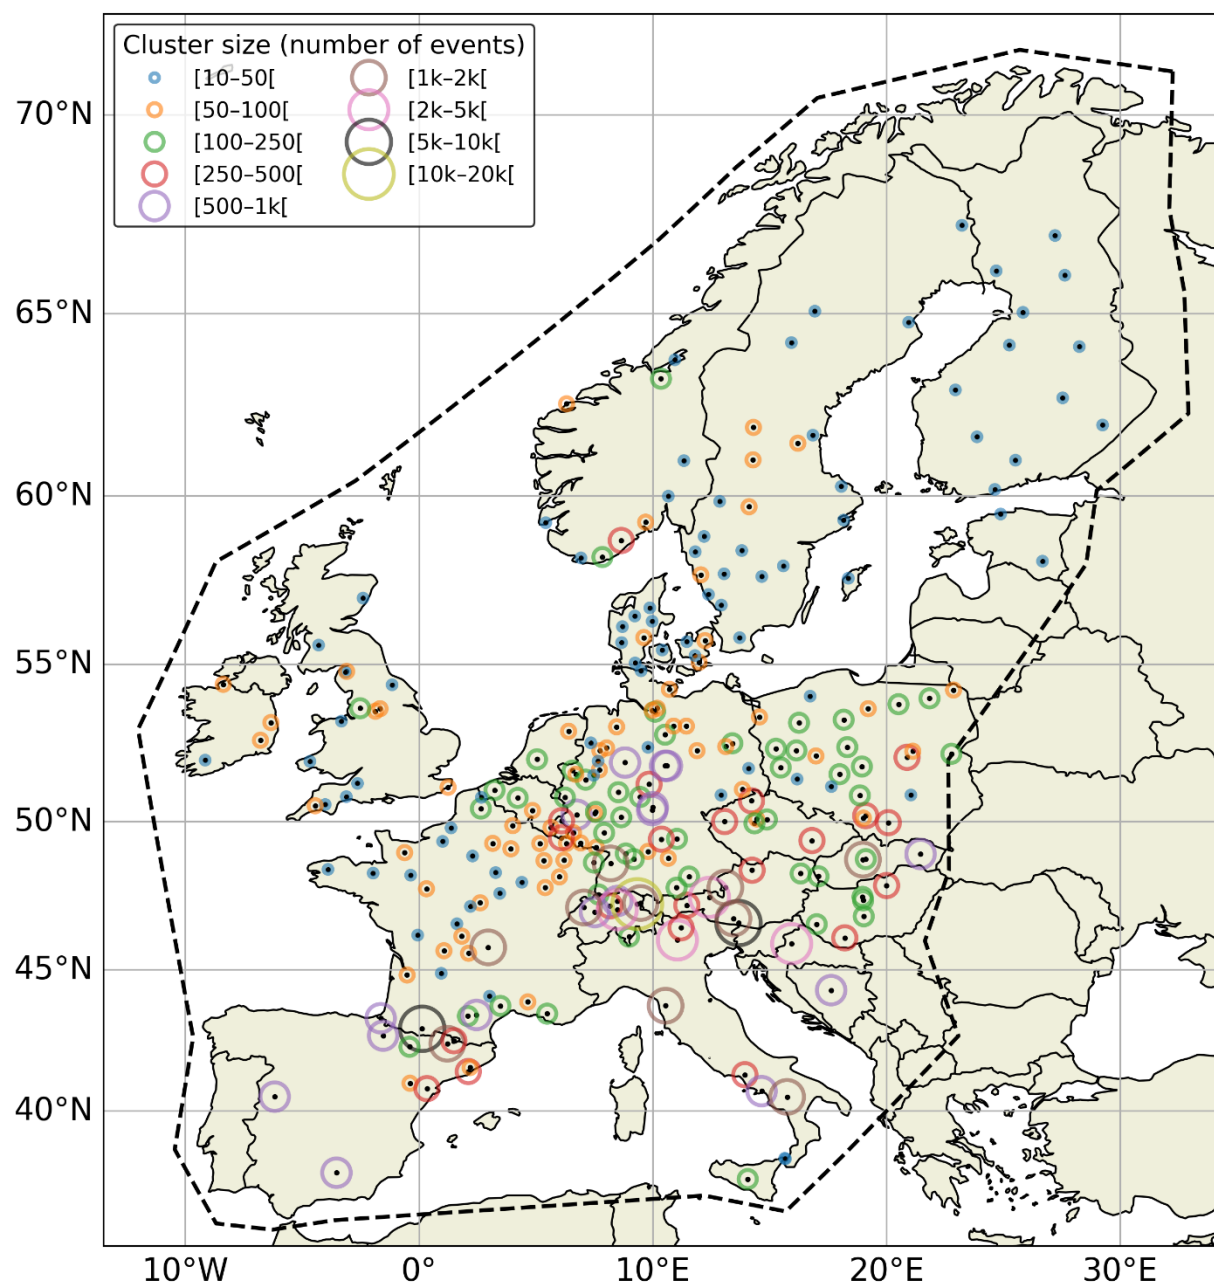 Cluster size (number of events)
[10–50[ [1k–2k[
[50–100[ [2k–5k[
[100–250[ [5k–10k[
[250–500[ [10k–20k[
[500–1k[
70°N
65°N
60°N
55°N
50°N
45°N
40°N
10°W 0° 10°E 20°E 30°E